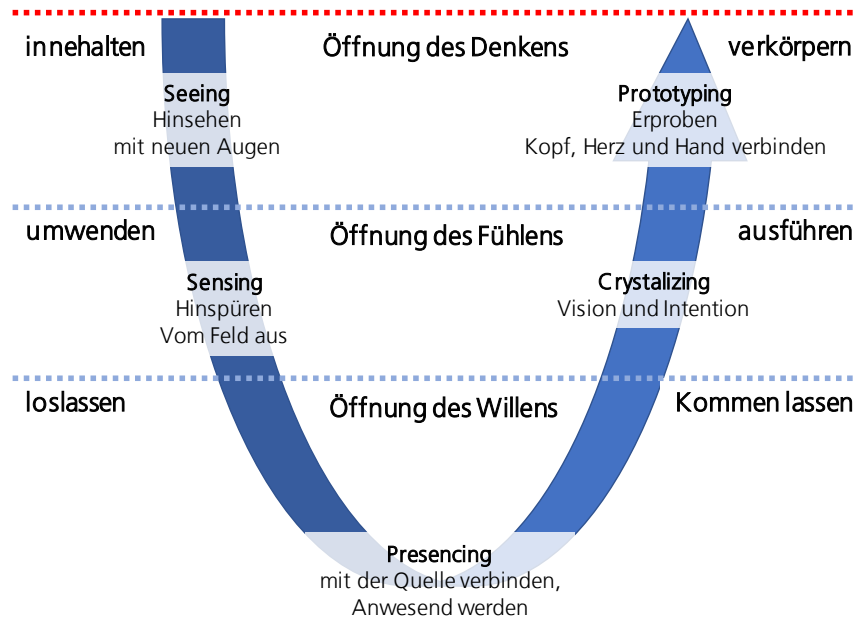 innehalten Öffnung des Denkens verkörpern
Seeing
Hinsehen
mit neuen Augen
Prototyping
Erproben
Kopf, Herz und Hand verbinden
umwenden Öffnung des Fühlens ausführen
Sensing
Hinspüren
Vom Feld aus
Crystalizing
Vision und Intention
loslassen Öffnung des Willens Kommen lassen
Presencing
mit der Quelle verbinden,
Anwesend werden